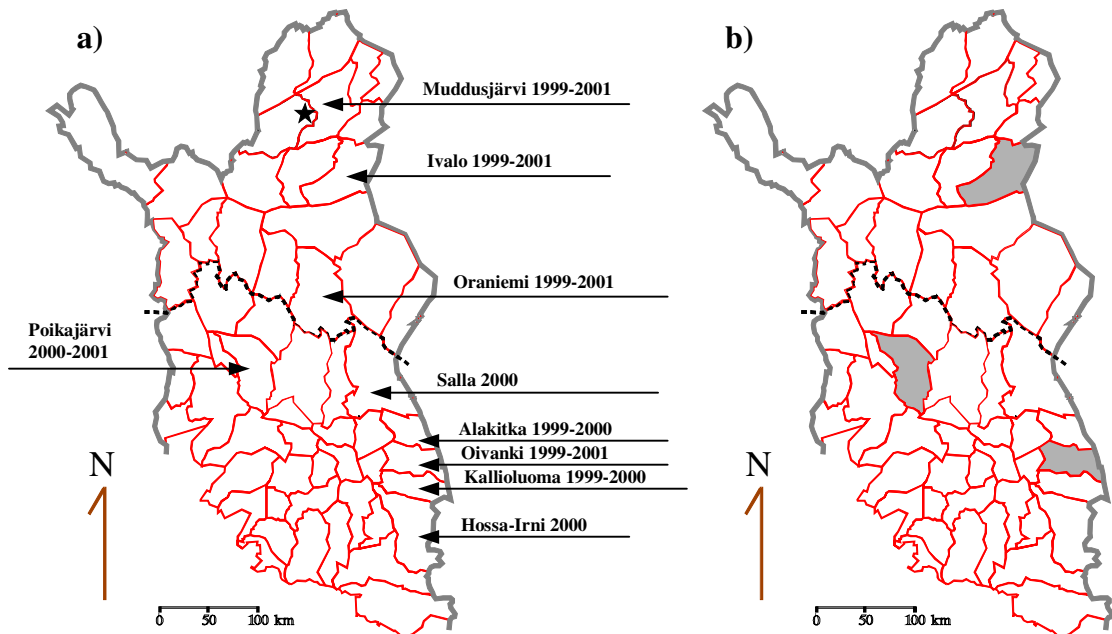 a)
b)
Muddusjärvi 1999-2001
Ivalo 1999-2001
Oraniemi 1999-2001
Poikajärvi
2000-2001
Salla 2000
Alakitka 1999-2000
Oivanki 1999-2001
Kallioluoma 1999-2000
Hossa-Irni 2000
N
N
0 50 100 km
0 50 100 km